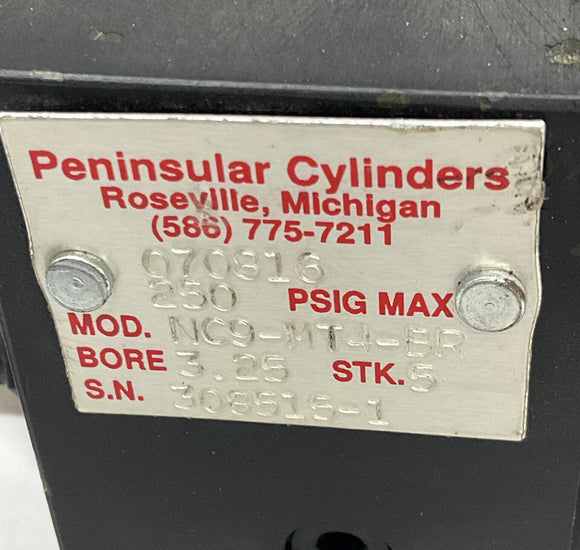 Peninsular Cylinders
Roseville, Michigan
(586) 775-7211
070816
250 PSIG MAX
MOD. NC9-MT4-BR
BORE 3.25 STK. 5
S.N. 308515-1